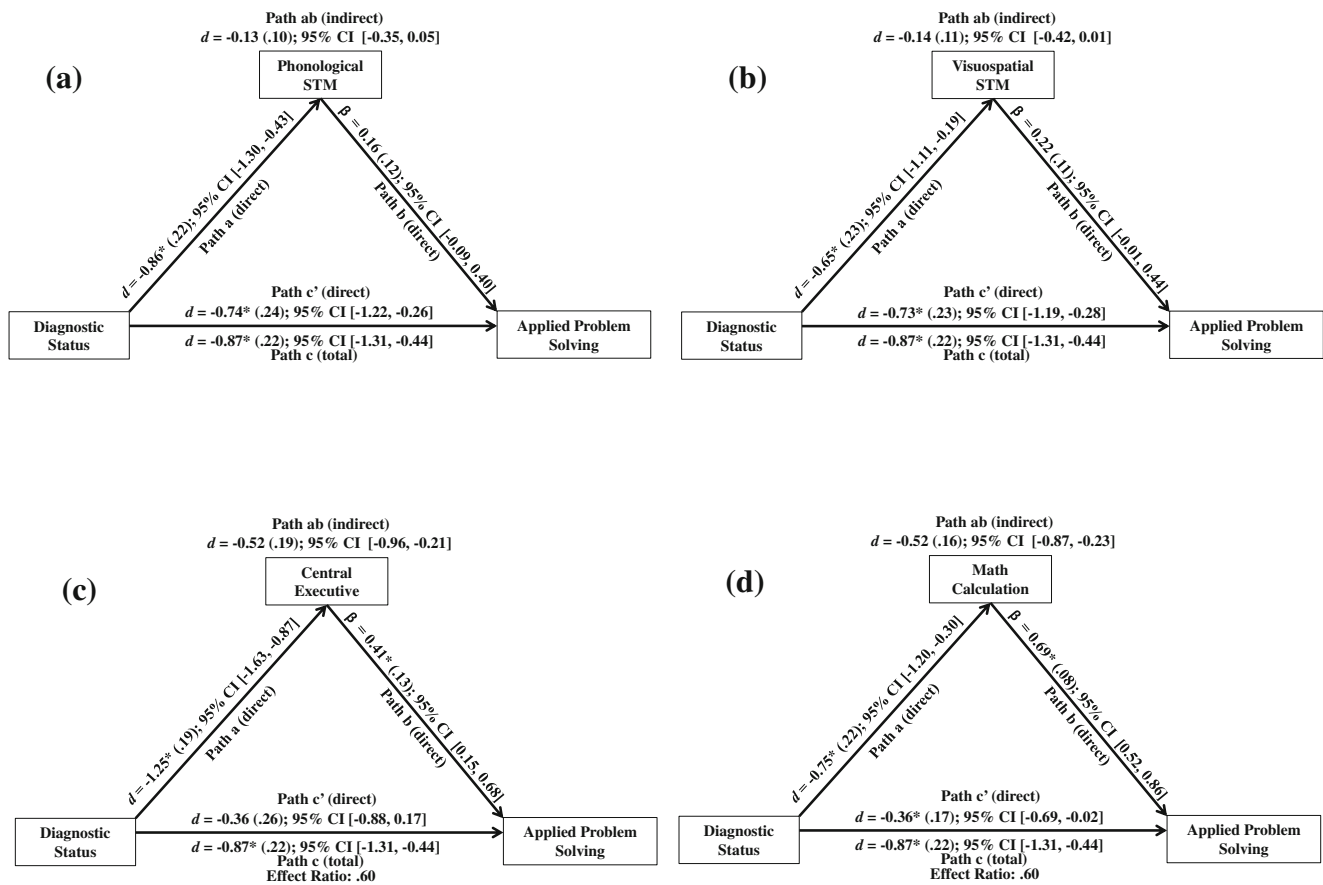 Path ab (indirect)
d = -0.13 (.10); 95% CI [-0.35, 0.05]
(a)
Phonological
STM
d = -0.86* (.22); 95% CI [-1.30, -0.43]
Path a (direct)
β = 0.16 (.12); 95% CI [-0.09, 0.40]
Path b (direct)
Path c’ (direct)
d = -0.74* (.24); 95% CI [-1.22, -0.26]
Diagnostic
Status
Applied Problem
Solving
d = -0.87* (.22); 95% CI [-1.31, -0.44]
Path c (total)
Path ab (indirect)
d = -0.14 (.11); 95% CI [-0.42, 0.01]
(b)
Visuospatial
STM
d = -0.65* (.23); 95% CI [-1.11, -0.19]
Path a (direct)
β = 0.22 (.11); 95% CI [-0.01, 0.44]
Path b (direct)
Path c’ (direct)
d = -0.73* (.23); 95% CI [-1.19, -0.28]
Diagnostic
Status
Applied Problem
Solving
d = -0.87* (.22); 95% CI [-1.31, -0.44]
Path c (total)
Path ab (indirect)
d = -0.52 (.19); 95% CI [-0.96, -0.21]
(c)
Central
Executive
d = -1.25* (.19); 95% CI [-1.63, -0.87]
Path a (direct)
β = 0.41* (.13); 95% CI [0.15, 0.68]
Path b (direct)
Path c’ (direct)
d = -0.36 (.26); 95% CI [-0.88, 0.17]
Diagnostic
Status
Applied Problem
Solving
d = -0.87* (.22); 95% CI [-1.31, -0.44]
Path c (total)
Effect Ratio: .60
Path ab (indirect)
d = -0.52 (.16); 95% CI [-0.87, -0.23]
(d)
Math
Calculation
d = -0.75* (.22); 95% CI [-1.20, -0.30]
Path a (direct)
β = 0.69* (.08); 95% CI [0.52, 0.86]
Path b (direct)
Path c’ (direct)
d = -0.36* (.17); 95% CI [-0.69, -0.02]
Diagnostic
Status
Applied Problem
Solving
d = -0.87* (.22); 95% CI [-1.31, -0.44]
Path c (total)
Effect Ratio: .60